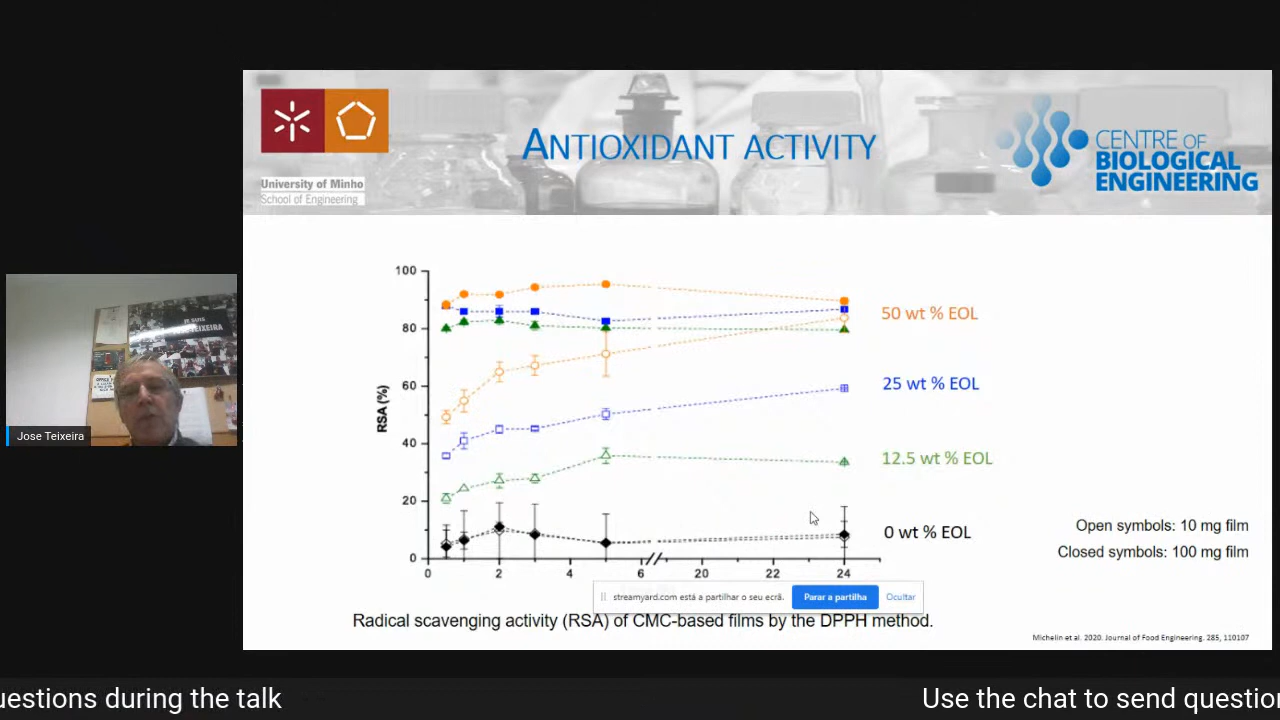 University of Minho
School of Engineering
ANTIOXIDANT ACTIVITY
CENTRE OF
BIOLOGICAL
ENGINEERING
TEIXEIRA
Jose Teixeira
RSA (%)
100
80
60
40
20
0
0
2
4
6
20
22
24
50 wt % EOL
25 wt % EOL
12.5 wt % EOL
0 wt % EOL
Open symbols: 10 mg film
Closed symbols: 100 mg film
streamyard.com está a partilhar o seu ecrã.
Parar a partilha
Ocultar
Radical scavenging activity (RSA) of CMC-based films by the DPPH method.
Michelin et al. 2020. Journal of Food Engineering. 285, 110107
uestions during the talk
Use the chat to send question